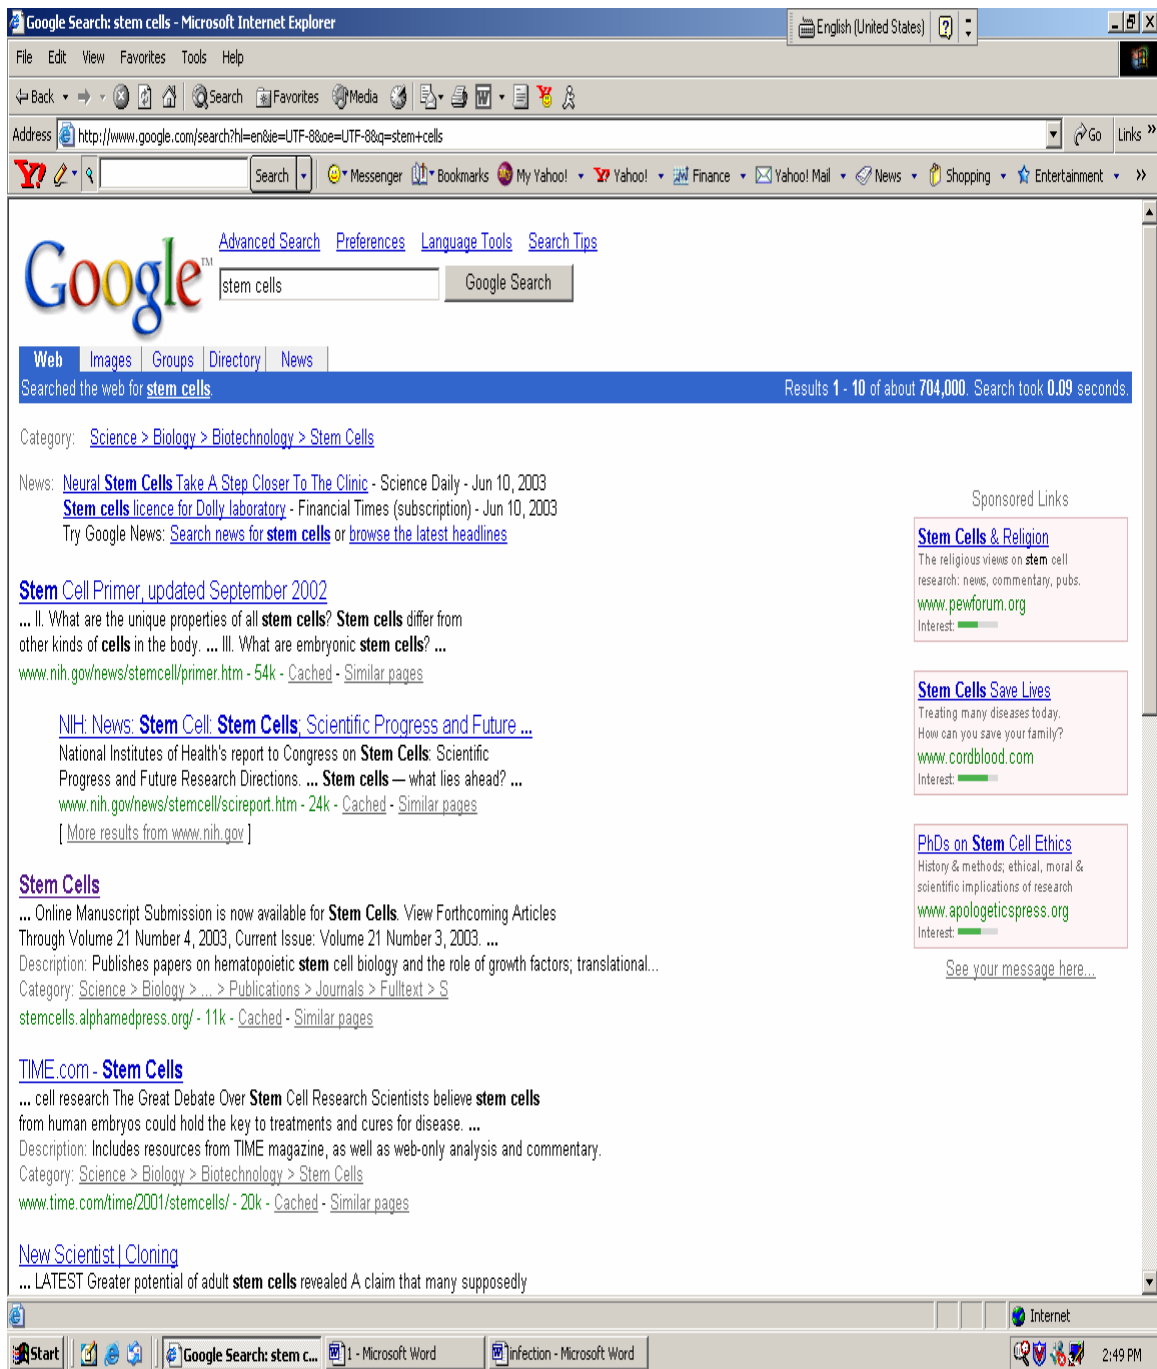 Google Search: stem cells - Microsoft Internet Explorer
English (United States)
File Edit View Favorites Tools Help
Back Search Favorites Media
Address http://www.google.com/search?hl=en&ie=UTF-8&oe=UTF-8&q=stem+cells Go Links »
Y! Search Messenger Bookmarks My Yahoo! Yahoo! Finance Yahoo! Mail News Shopping Entertainment »
Google™
Advanced Search Preferences Language Tools Search Tips
stem cells Google Search
Web Images Groups Directory News
Searched the web for stem cells. Results 1 - 10 of about 704,000. Search took 0.09 seconds.
Category: Science > Biology > Biotechnology > Stem Cells
News: Neural Stem Cells Take A Step Closer To The Clinic - Science Daily - Jun 10, 2003
Stem cells licence for Dolly laboratory - Financial Times (subscription) - Jun 10, 2003
Try Google News: Search news for stem cells or browse the latest headlines
Stem Cell Primer, updated September 2002
... II. What are the unique properties of all stem cells? Stem cells differ from
other kinds of cells in the body. ... III. What are embryonic stem cells? ...
www.nih.gov/news/stemcell/primer.htm - 54k - Cached - Similar pages
NIH: News: Stem Cell: Stem Cells; Scientific Progress and Future ...
National Institutes of Health's report to Congress on Stem Cells: Scientific
Progress and Future Research Directions. ... Stem cells — what lies ahead? ...
www.nih.gov/news/stemcell/scireport.htm - 24k - Cached - Similar pages
[ More results from www.nih.gov ]
Stem Cells
... Online Manuscript Submission is now available for Stem Cells. View Forthcoming Articles
Through Volume 21 Number 4, 2003, Current Issue: Volume 21 Number 3, 2003. ...
Description: Publishes papers on hematopoietic stem cell biology and the role of growth factors; translational...
Category: Science > Biology > ... > Publications > Journals > Fulltext > S
stemcells.alphamedpress.org/ - 11k - Cached - Similar pages
TIME.com - Stem Cells
... cell research The Great Debate Over Stem Cell Research Scientists believe stem cells
from human embryos could hold the key to treatments and cures for disease. ...
Description: Includes resources from TIME magazine, as well as web-only analysis and commentary.
Category: Science > Biology > Biotechnology > Stem Cells
www.time.com/time/2001/stemcells/ - 20k - Cached - Similar pages
New Scientist | Cloning
... LATEST Greater potential of adult stem cells revealed A claim that many supposedly
Sponsored Links
Stem Cells & Religion
The religious views on stem cell
research: news, commentary, pubs.
www.pewforum.org
Interest:
Stem Cells Save Lives
Treating many diseases today.
How can you save your family?
www.cordblood.com
Interest:
PhDs on Stem Cell Ethics
History & methods; ethical, moral &
scientific implications of research
www.apologeticspress.org
Interest:
See your message here...
Internet
Start Google Search: stem c... 1 - Microsoft Word infection - Microsoft Word 2:49 PM